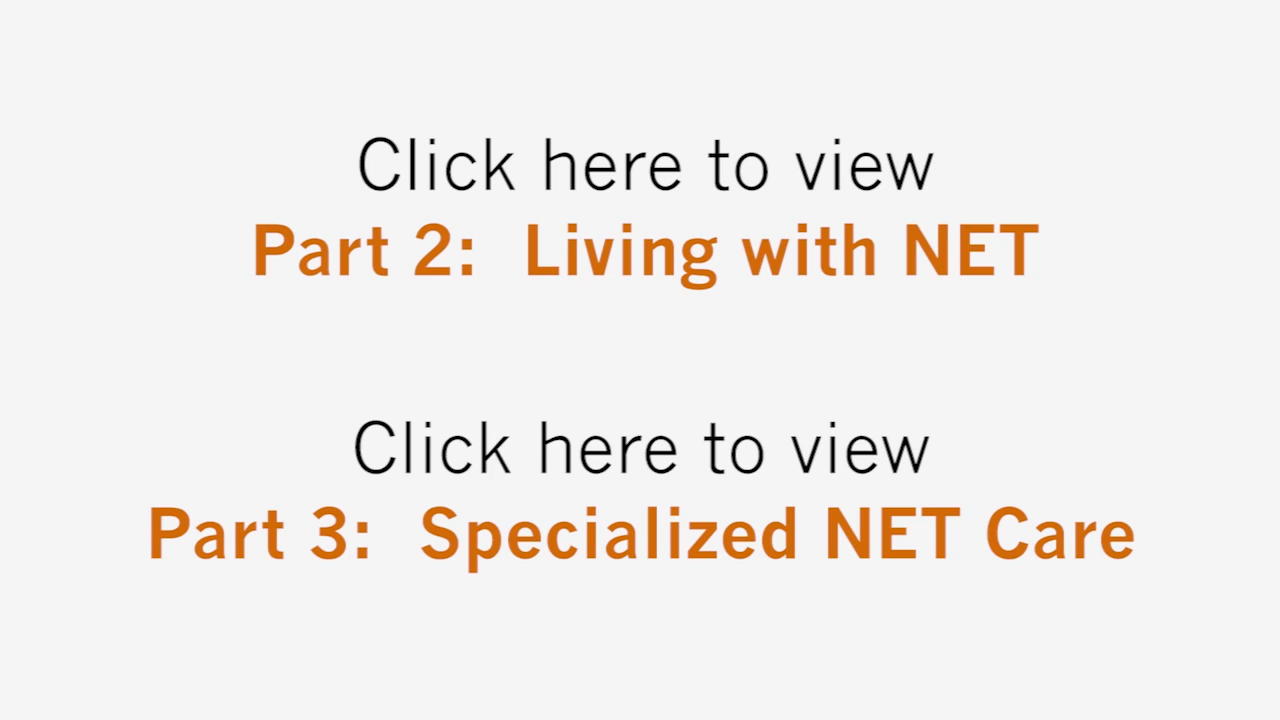 Click here to view
Part 2: Living with NET
Click here to view
Part 3: Specialized NET Care